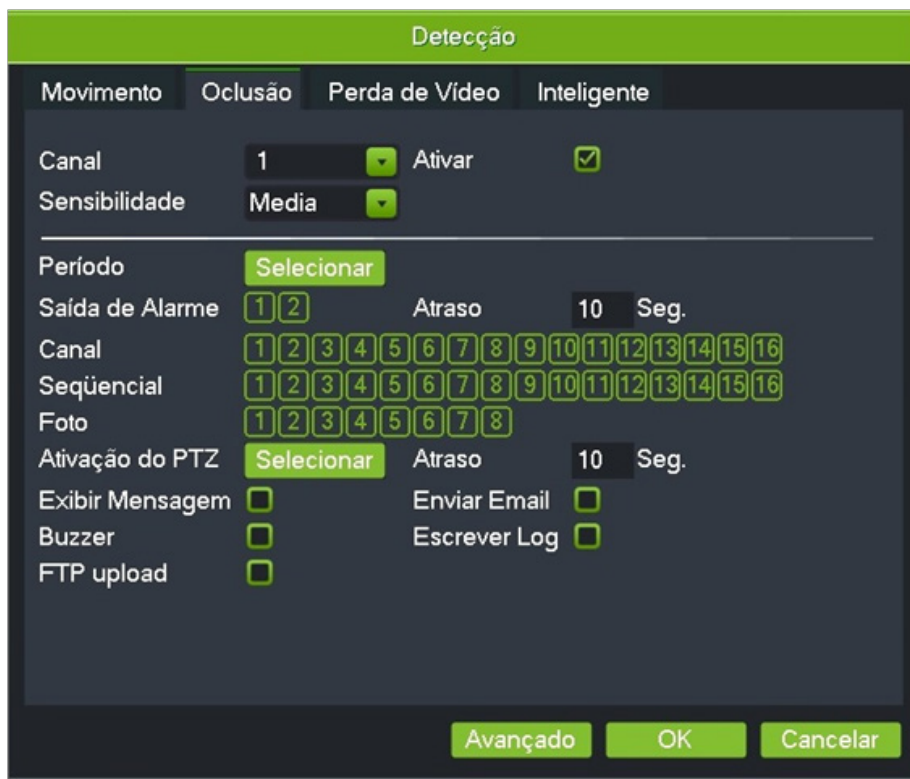 Detecção
Movimento Oclusão Perda de Vídeo Inteligente
Canal 1 Ativar
Sensibilidade Media
Período Selecionar
Saída de Alarme 1 2 Atraso 10 Seg.
Canal 1 2 3 4 5 6 7 8 9 10 11 12 13 14 15 16
Seqüencial 1 2 3 4 5 6 7 8 9 10 11 12 13 14 15 16
Foto 1 2 3 4 5 6 7 8
Ativação do PTZ Selecionar Atraso 10 Seg.
Exibir Mensagem Enviar Email
Buzzer Escrever Log
FTP upload
Avançado OK Cancelar